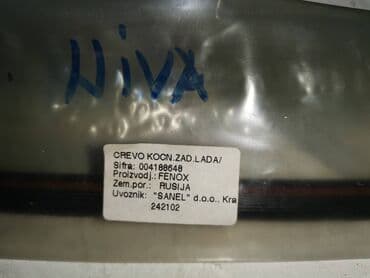 NIVA
CREVO KOCN.ZAD.LADA/
Sifra: 004188648
Proizvodj.: FENOX
Zem.por.: RUSIJA
Uvoznik: "SANEL" d.o.o.. Kra
242102